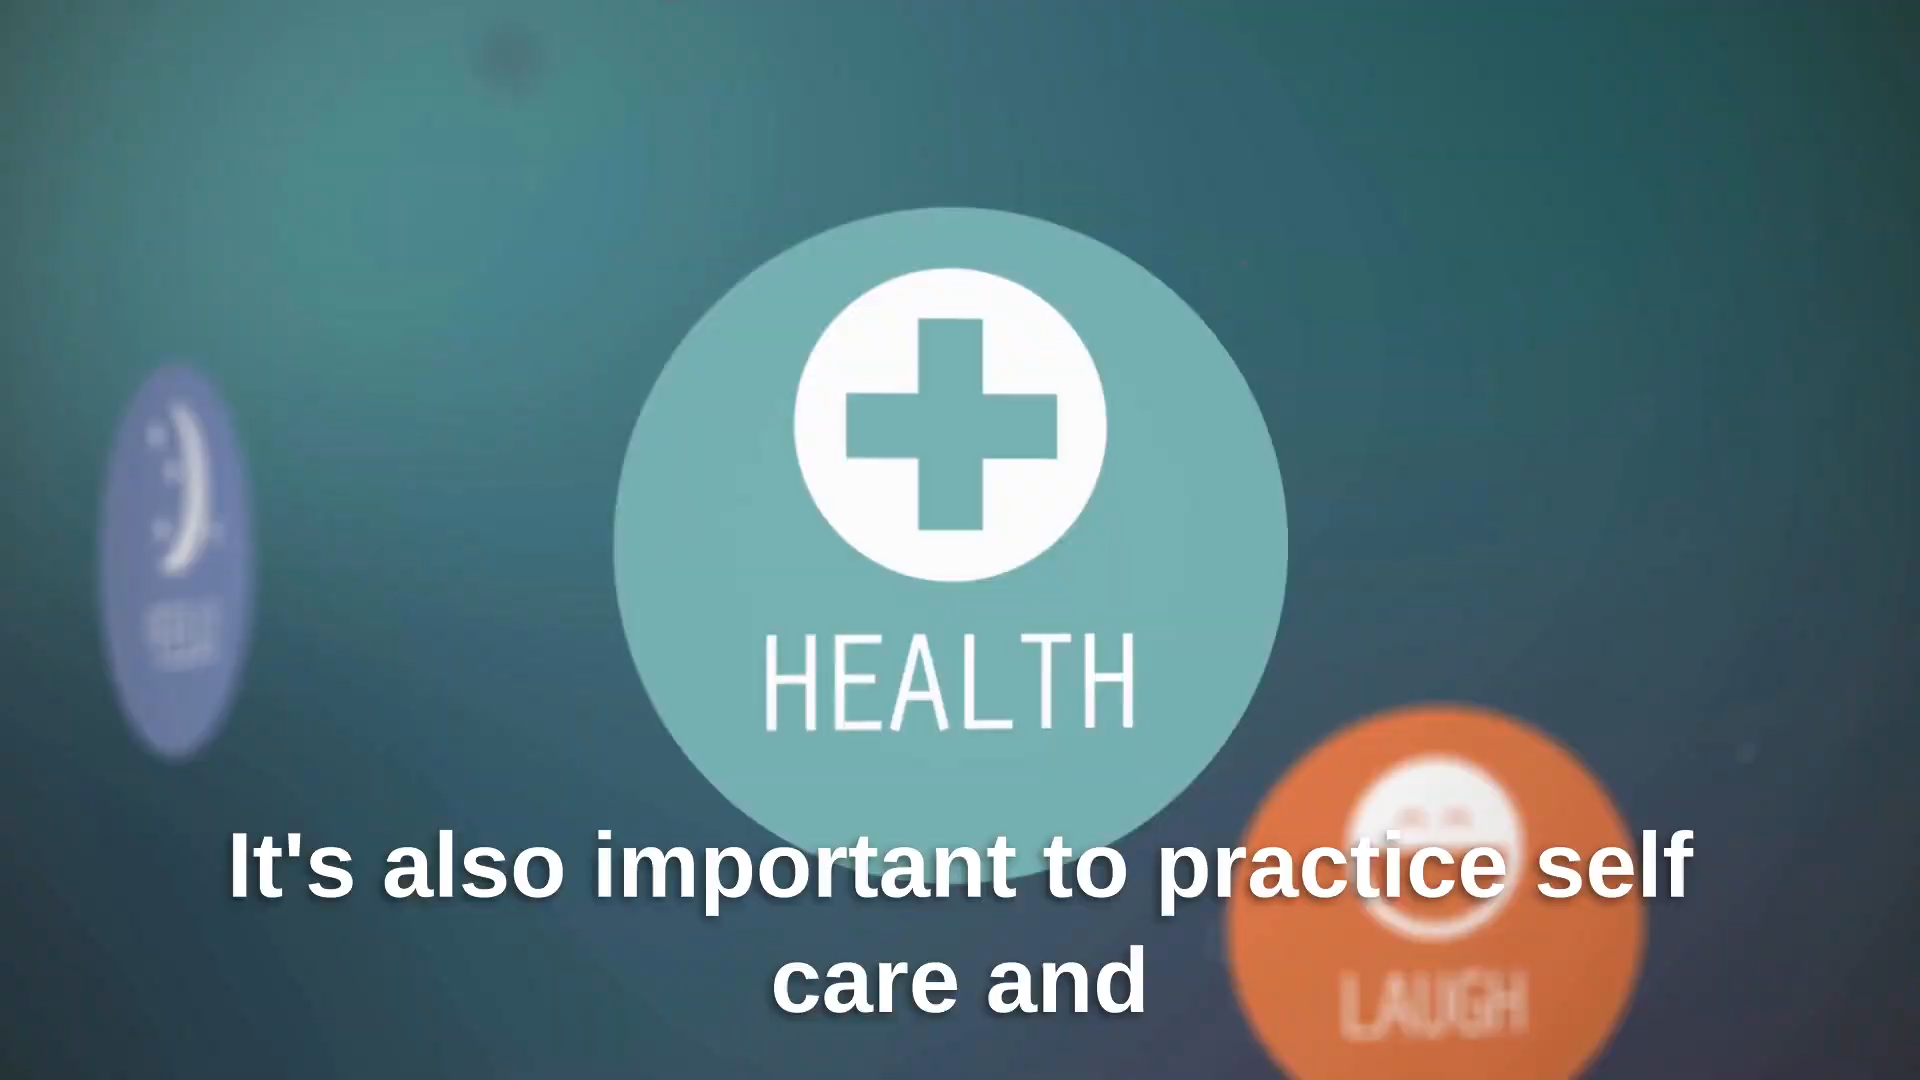 HEALTH
It's also important to practice self
care and
LAUGH